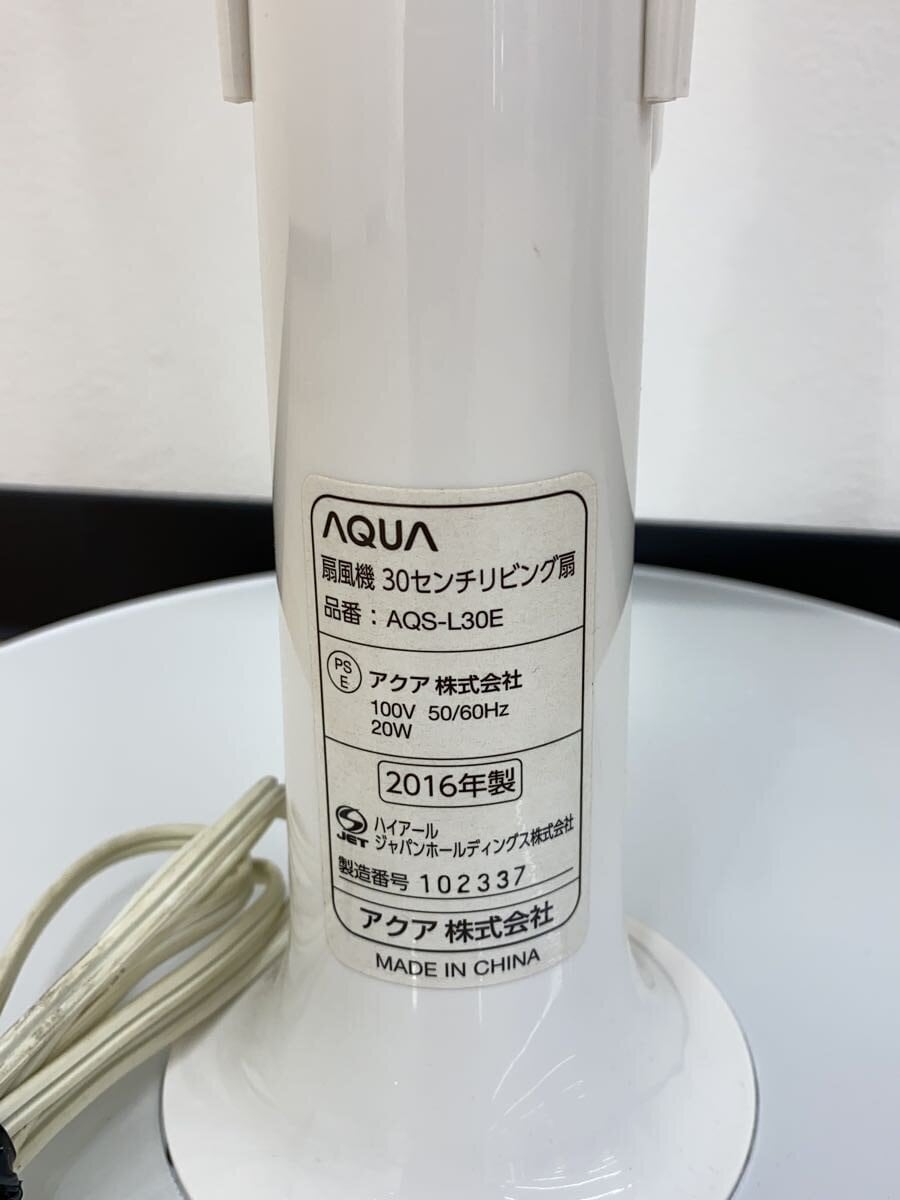 AQUA
扇風機 30センチリビング扇
品番：AQS-L30E
PS
E
アクア 株式会社
100V 50/60Hz
20W
2016年製
JET
ハイアール
ジャパンホールディングス株式会社
製造番号 102337
アクア 株式会社
MADE IN CHINA